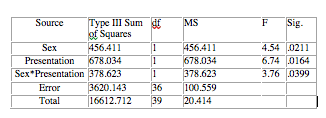 Source Type III Sum of Squares df MS F Sig.
Sex 456.411 1 456.411 4.54 .0211
Presentation 678.034 1 678.034 6.74 .0164
Sex*Presentation 378.623 1 378.623 3.76 .0399
Error 3620.143 36 100.559
Total 16612.712 39 20.414